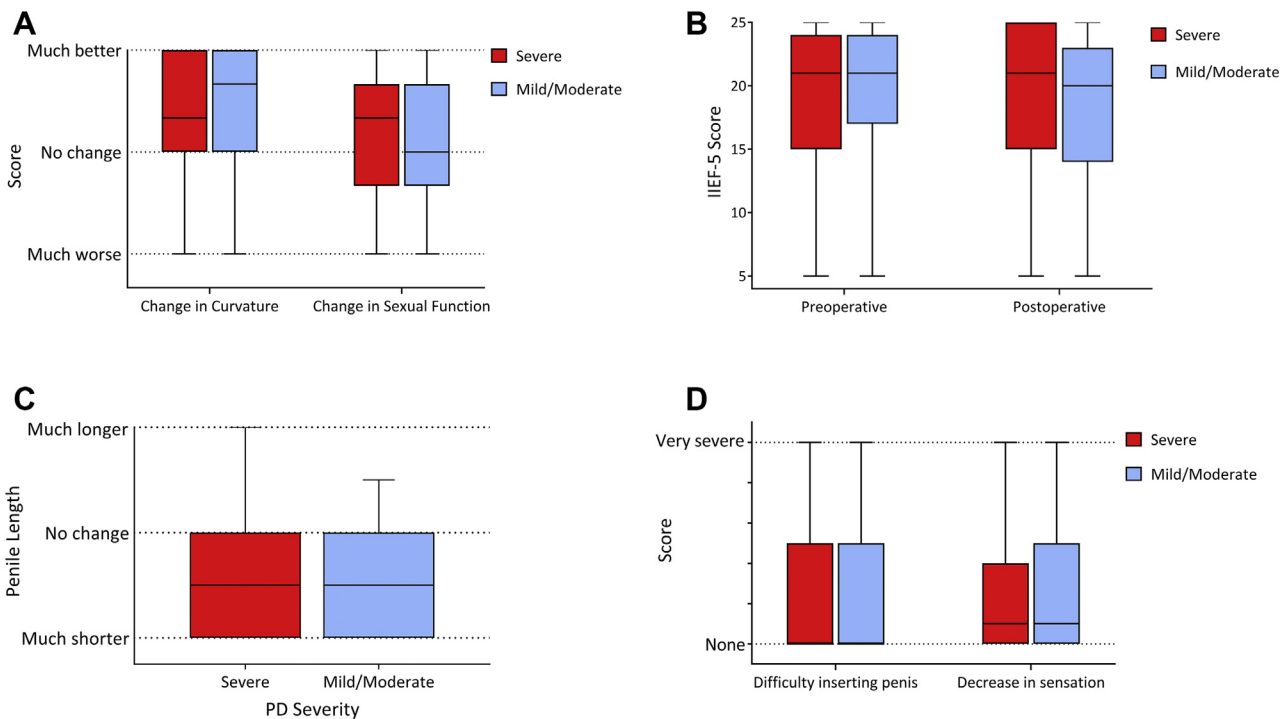 A
Much better
No change
Much worse
Score
Change in Curvature
Change in Sexual Function
Severe
Mild/Moderate
B
25
20
15
10
5
IIEF-5 Score
Preoperative
Postoperative
Severe
Mild/Moderate
C
Much longer
No change
Much shorter
Penile Length
Severe
Mild/Moderate
PD Severity
D
Very severe
None
Score
Difficulty inserting penis
Decrease in sensation
Severe
Mild/Moderate